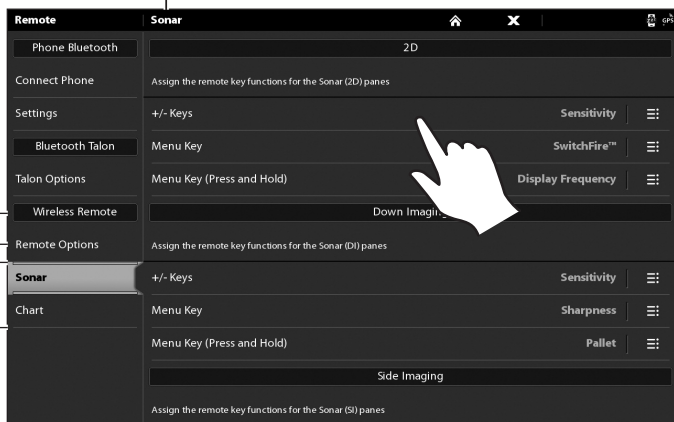 Remote
Sonar
GPS
Phone Bluetooth
Connect Phone
Settings
Bluetooth Talon
Talon Options
Wireless Remote
Remote Options
Sonar
Chart
2D
Assign the remote key functions for the Sonar (2D) panes
+/- Keys Sensitivity
Menu Key SwitchFire™
Menu Key (Press and Hold) Display Frequency
Down Imaging
Assign the remote key functions for the Sonar (DI) panes
+/- Keys Sensitivity
Menu Key Sharpness
Menu Key (Press and Hold) Pallet
Side Imaging
Assign the remote key functions for the Sonar (SI) panes